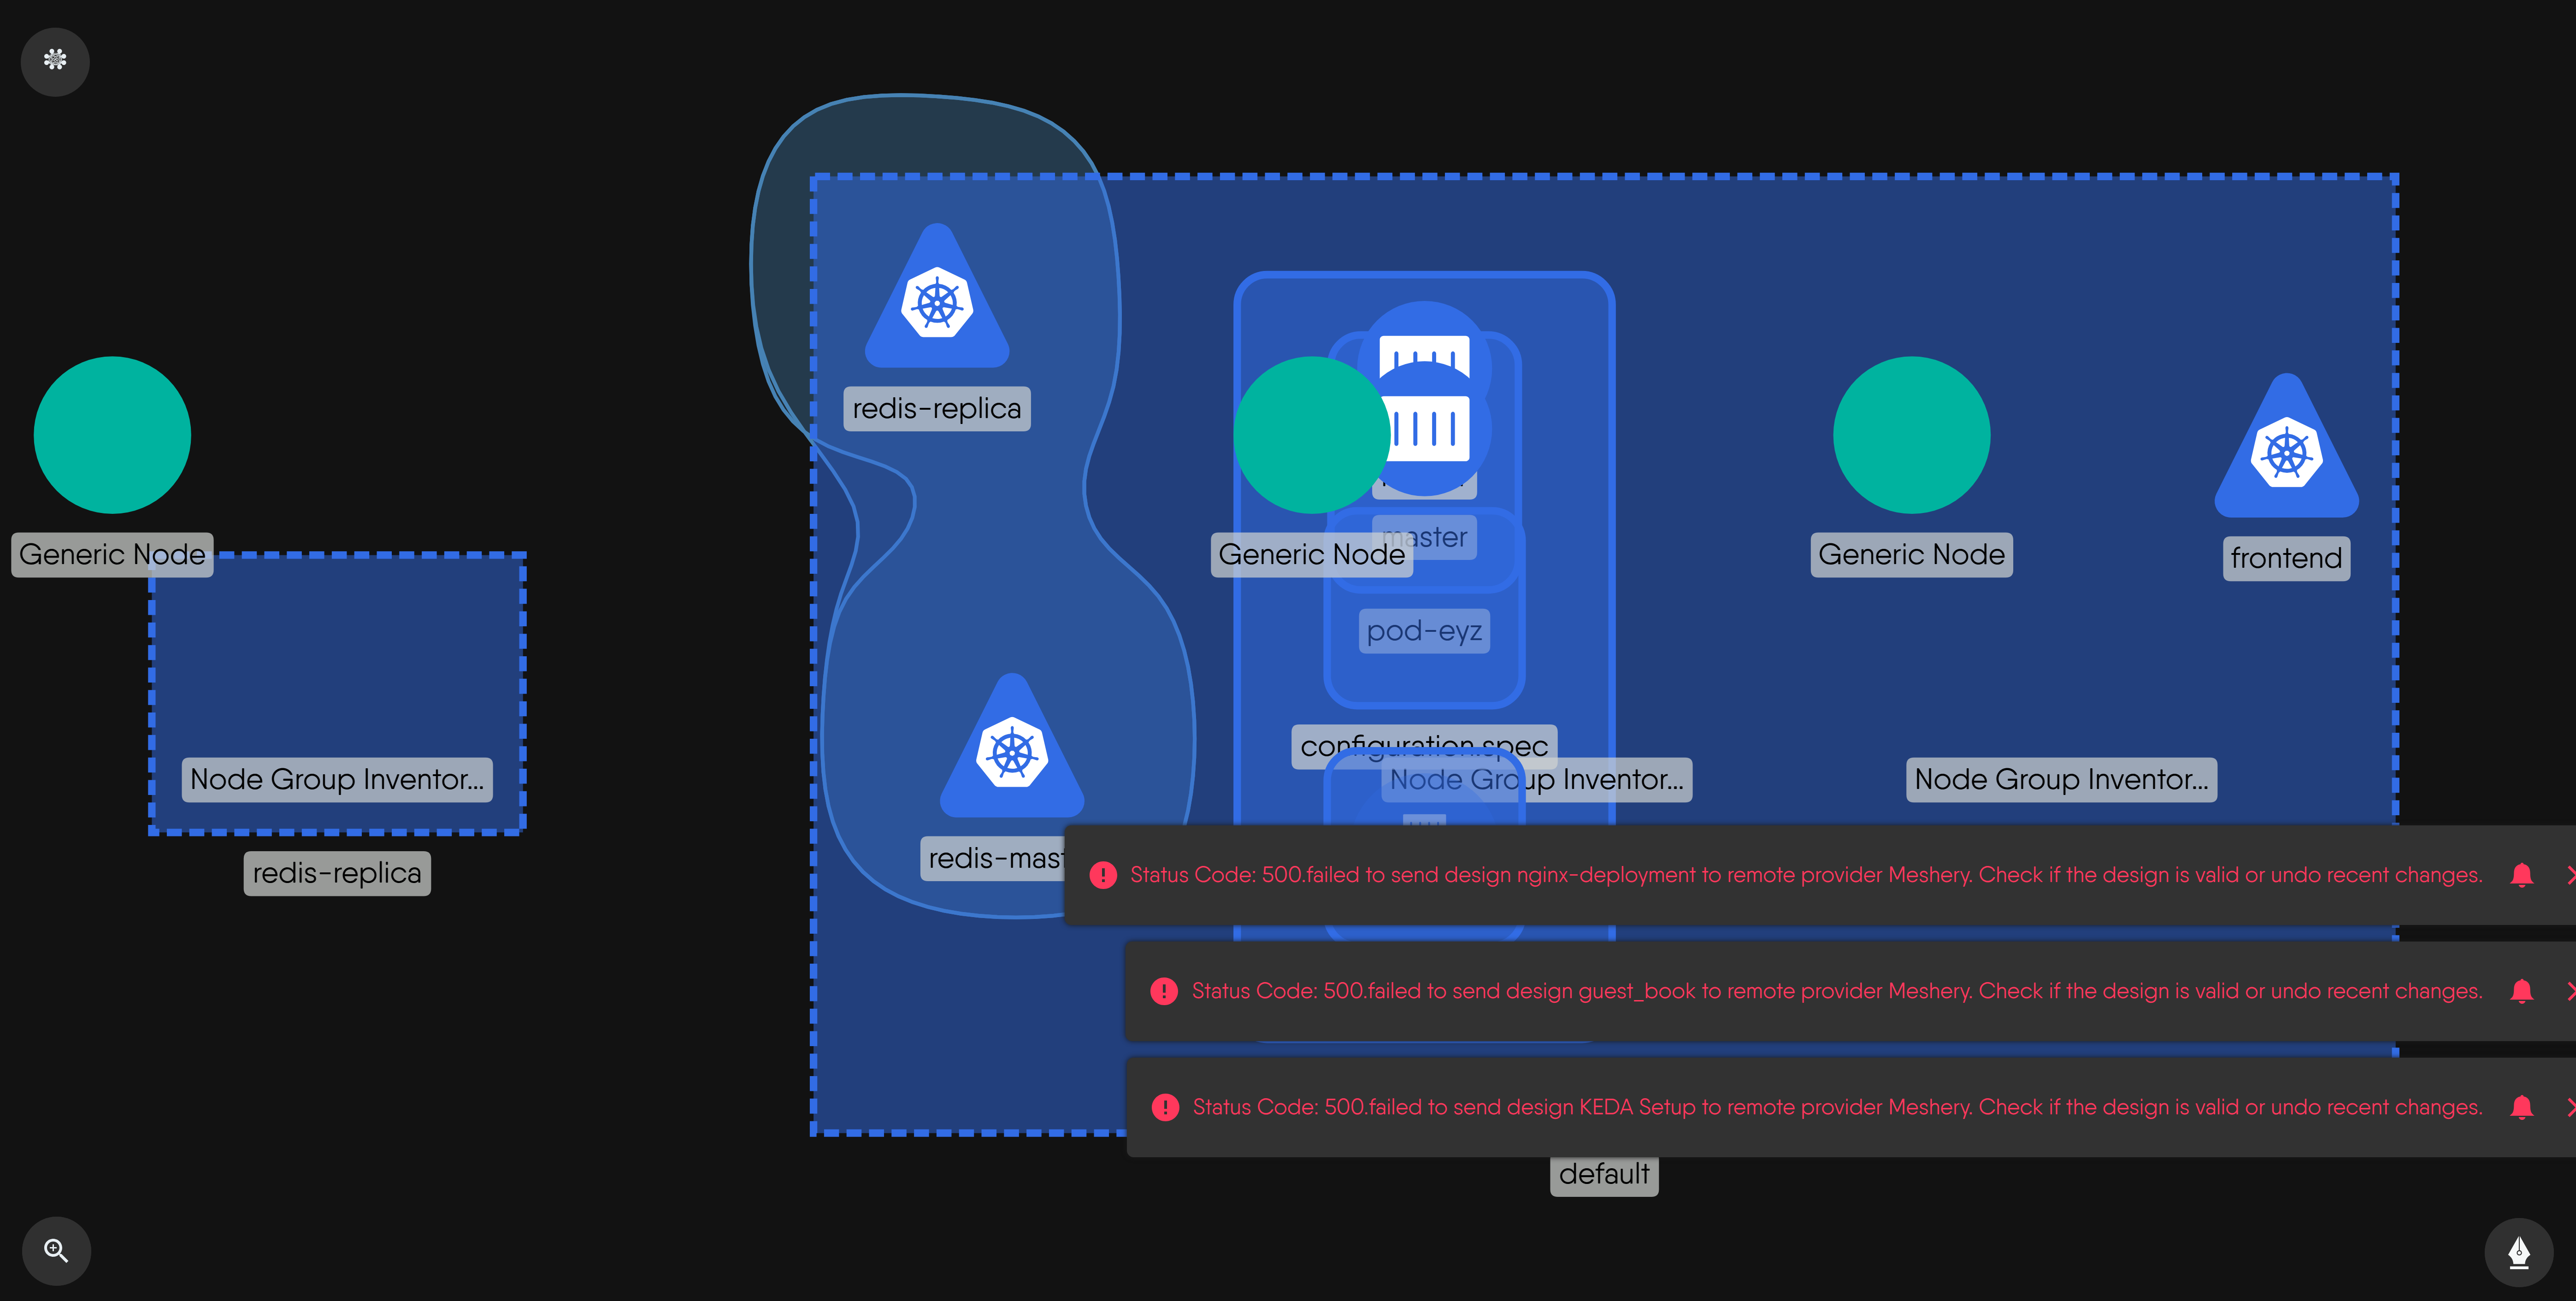 redis-replica
master
Generic Node
Generic Node
Generic Node
frontend
pod-eyz
configuration.spec
Node Group Inventor...
Node Group Inventor...
Node Group Inventor...
redis-mast
redis-replica
Status Code: 500.failed to send design nginx-deployment to remote provider Meshery. Check if the design is valid or undo recent changes.
Status Code: 500.failed to send design guest_book to remote provider Meshery. Check if the design is valid or undo recent changes.
Status Code: 500.failed to send design KEDA Setup to remote provider Meshery. Check if the design is valid or undo recent changes.
default